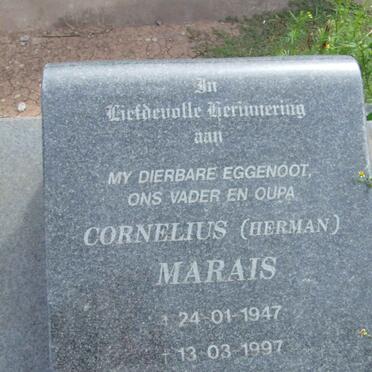 In
Liefdevolle Herinnering
aan
MY DIERBARE EGGENOOT,
ONS VADER EN OUPA
CORNELIUS (HERMAN)
MARAIS
* 24-01-1947
† 13-03-1997